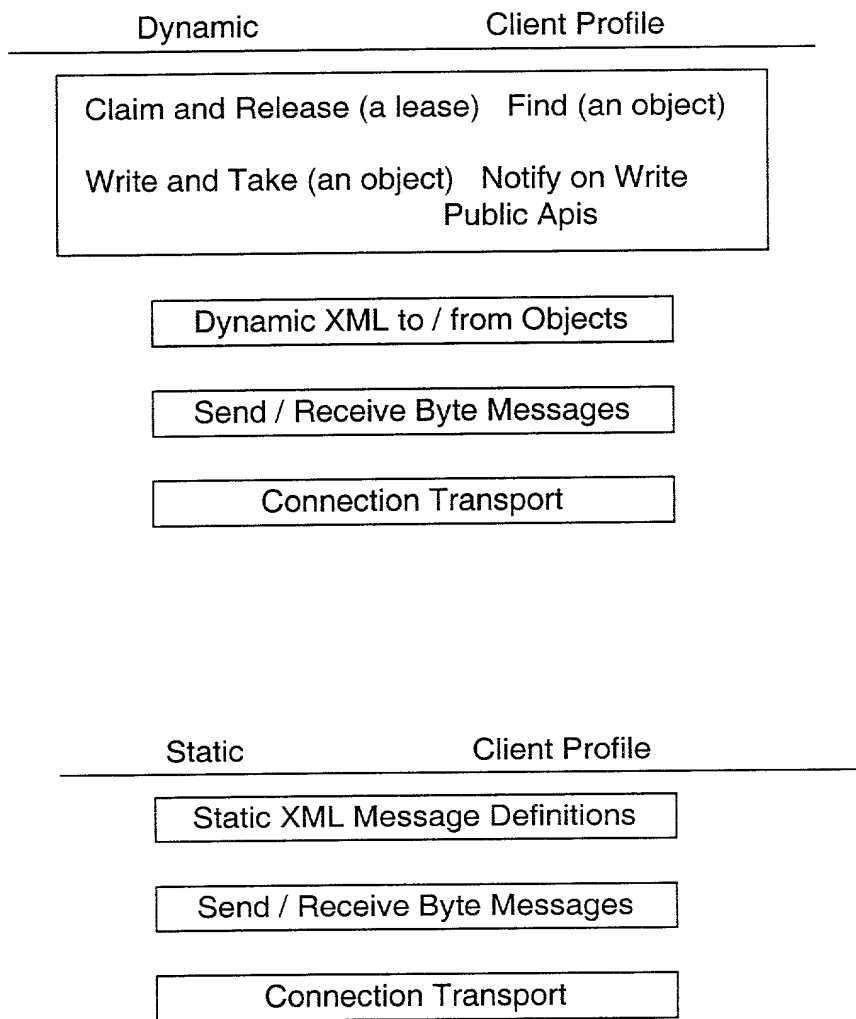 Dynamic Client Profile
Claim and Release (a lease) Find (an object)
Write and Take (an object) Notify on Write
Public Apis
Dynamic XML to / from Objects
Send / Receive Byte Messages
Connection Transport
Static Client Profile
Static XML Message Definitions
Send / Receive Byte Messages
Connection Transport